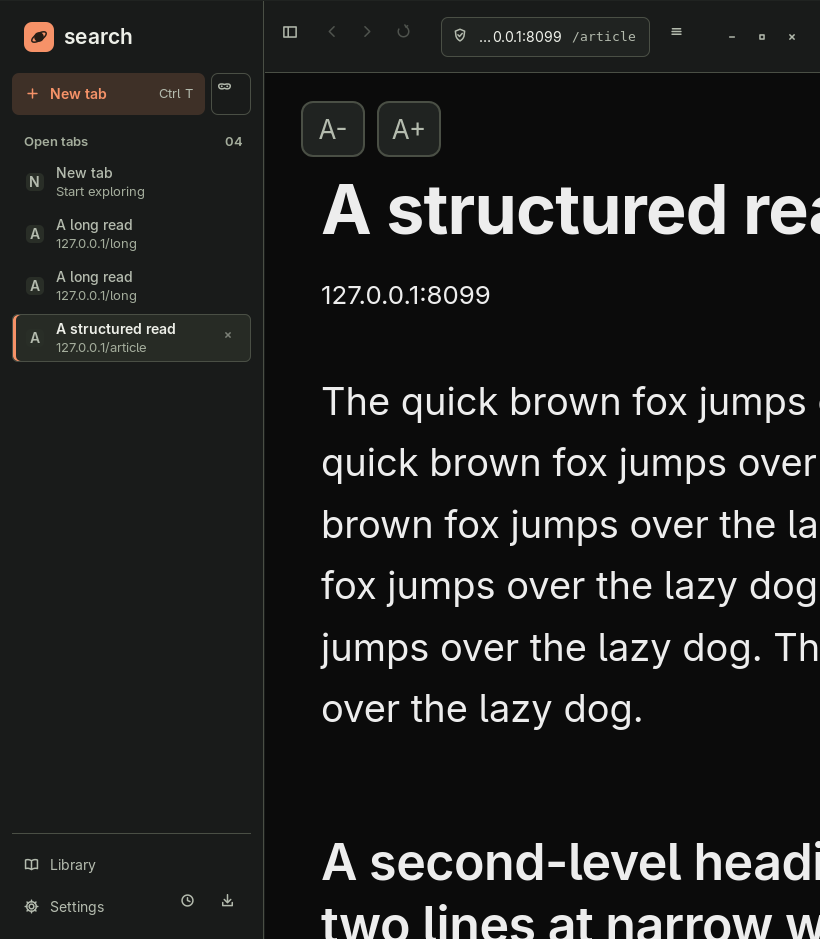 search
New tab Ctrl T
Open tabs 04
N New tab
Start exploring
A A long read
127.0.0.1/long
A A long read
127.0.0.1/long
A A structured read ×
127.0.0.1/article
Library
Settings
...0.0.1:8099 /article
A- A+
A structured rea
127.0.0.1:8099
The quick brown fox jumps
quick brown fox jumps over
brown fox jumps over the la
fox jumps over the lazy dog
jumps over the lazy dog. Th
over the lazy dog.
A second-level headi
two lines at narrow w